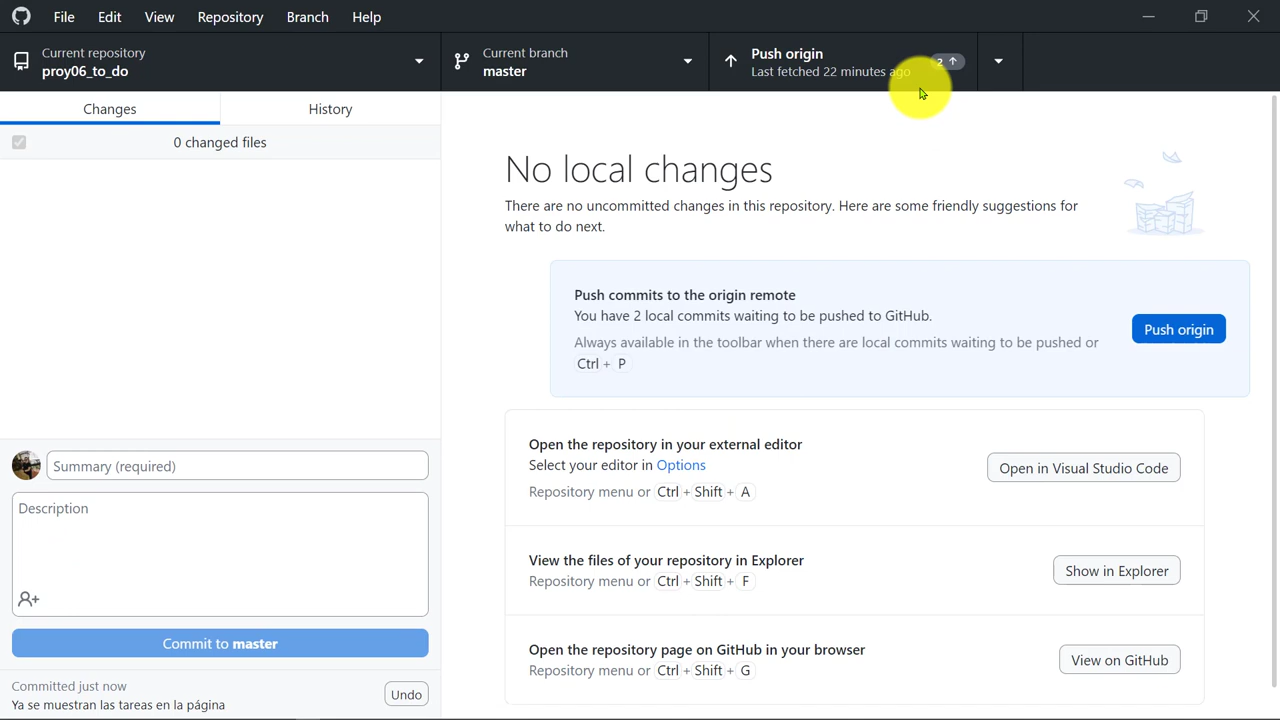 File Edit View Repository Branch Help
Current repository
proy06_to_do
Current branch
master
Push origin
Last fetched 22 minutes ago
2
Changes
History
0 changed files
No local changes
There are no uncommitted changes in this repository. Here are some friendly suggestions for
what to do next.
Push commits to the origin remote
You have 2 local commits waiting to be pushed to GitHub.
Always available in the toolbar when there are local commits waiting to be pushed or
Ctrl + P
Push origin
Open the repository in your external editor
Select your editor in Options
Repository menu or Ctrl + Shift + A
Open in Visual Studio Code
View the files of your repository in Explorer
Repository menu or Ctrl + Shift + F
Show in Explorer
Open the repository page on GitHub in your browser
Repository menu or Ctrl + Shift + G
View on GitHub
Summary (required)
Description
Commit to master
Committed just now
Ya se muestran las tareas en la página
Undo